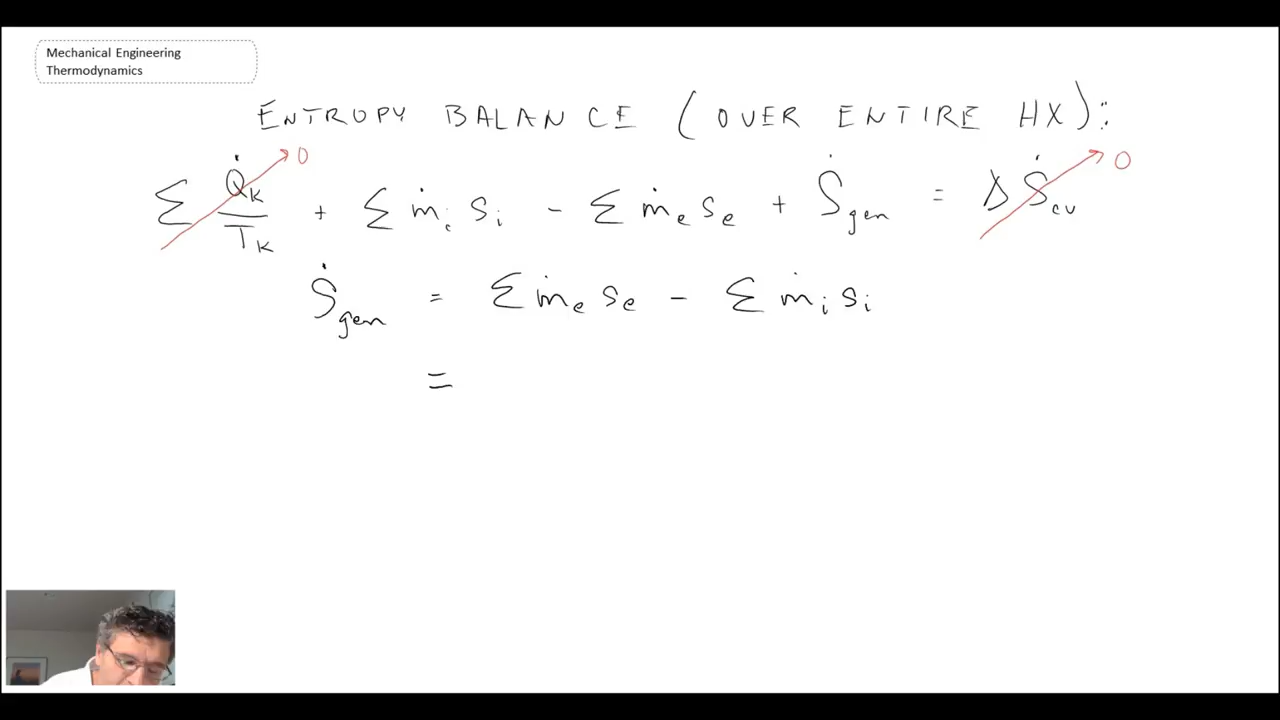 Mechanical Engineering
Thermodynamics
ENTROPY BALANCE (OVER ENTIRE HX):
Σ Q̇K/TK → 0 + Σ ṁi si - Σ ṁe se + Ṡgen = ΔṠcv → 0
Ṡgen = Σ ṁe se - Σ ṁi si
=